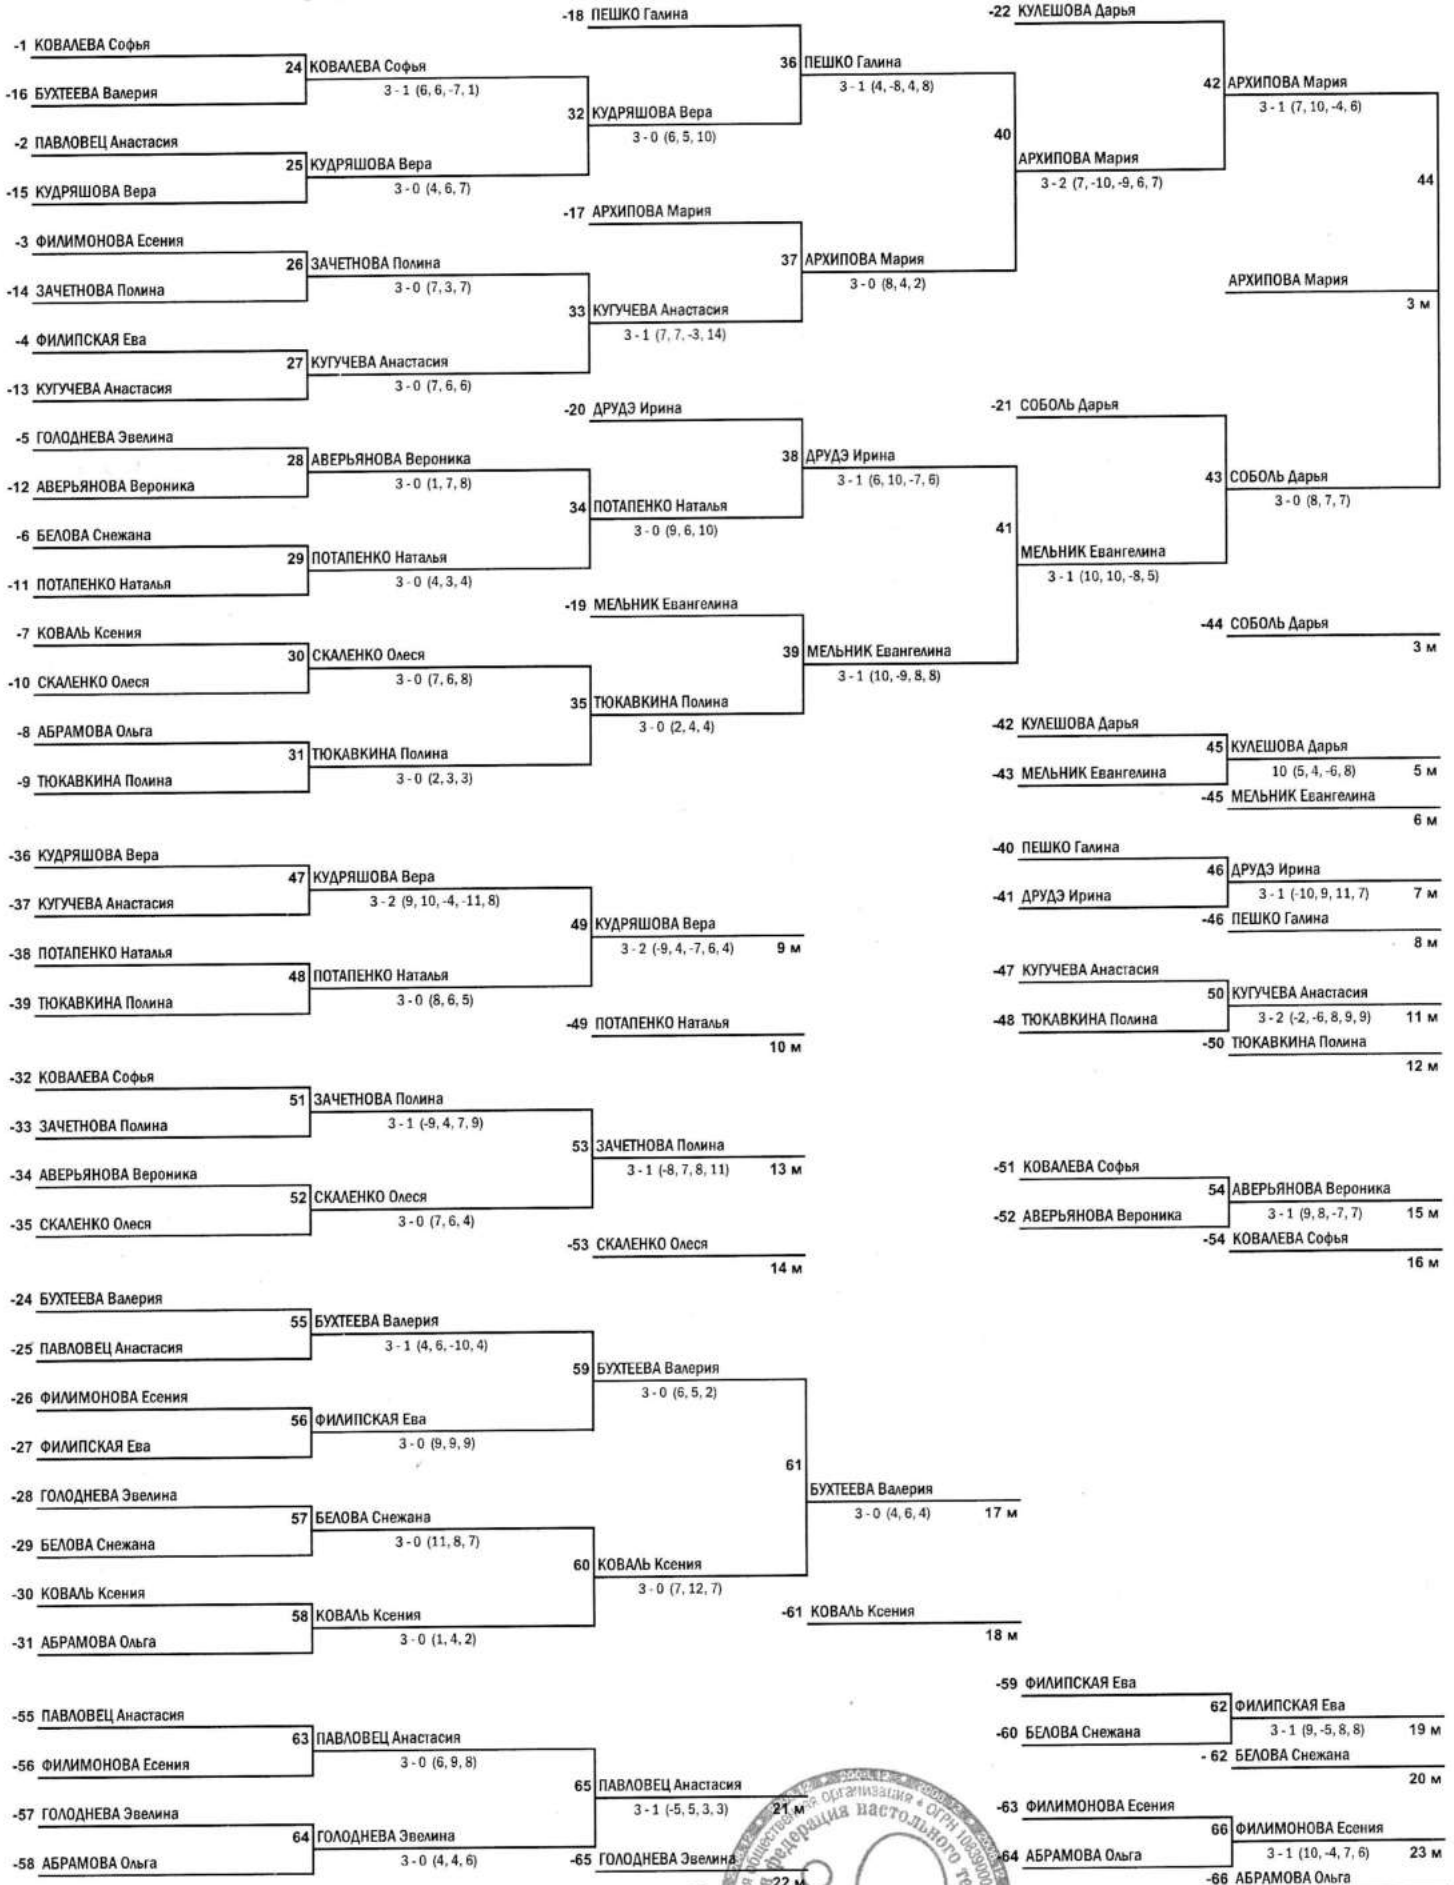 -18 ПЕШКО Галина
-22 КУЛЕШОВА Дарья
-1 КОВАЛЕВА Софья
24 КОВАЛЕВА Софья
36 ПЕШКО Галина
3 - 1 (6, 6, -7, 1)
3 - 1 (4, -8, 4, 8)
42 АРХИПОВА Мария
-16 БУХТЕЕВА Валерия
3 - 1 (7, 10, -4, 6)
32 КУДРЯШОВА Вера
3 - 0 (6, 5, 10)
40
-2 ПАВЛОВЕЦ Анастасия
25 КУДРЯШОВА Вера
АРХИПОВА Мария
3 - 0 (4, 6, 7)
3 - 2 (7, -10, -9, 6, 7)
44
-15 КУДРЯШОВА Вера
-17 АРХИПОВА Мария
-3 ФИЛИМОНОВА Есения
26 ЗАЧЕТНОВА Полина
37 АРХИПОВА Мария
3 - 0 (7, 3, 7)
3 - 0 (8, 4, 2)
АРХИПОВА Мария
3 м
-14 ЗАЧЕТНОВА Полина
33 КУГУЧЕВА Анастасия
3 - 1 (7, 7, -3, 14)
-4 ФИЛИПСКАЯ Ева
27 КУГУЧЕВА Анастасия
3 - 0 (7, 6, 6)
-13 КУГУЧЕВА Анастасия
-20 ДРУДЭ Ирина
-21 СОБОЛЬ Дарья
-5 ГОЛОДНЕВА Эвелина
28 АВЕРЬЯНОВА Вероника
38 ДРУДЭ Ирина
3 - 0 (1, 7, 8)
3 - 1 (6, 10, -7, 6)
43 СОБОЛЬ Дарья
3 - 0 (8, 7, 7)
-12 АВЕРЬЯНОВА Вероника
34 ПОТАПЕНКО Наталья
3 - 0 (9, 6, 10)
41
-6 БЕЛОВА Снежана
29 ПОТАПЕНКО Наталья
МЕЛЬНИК Евангелина
3 - 0 (4, 3, 4)
3 - 1 (10, 10, -8, 5)
-11 ПОТАПЕНКО Наталья
-19 МЕЛЬНИК Евангелина
-44 СОБОЛЬ Дарья
3 м
-7 КОВАЛЬ Ксения
30 СКАЛЕНКО Олеся
39 МЕЛЬНИК Евангелина
3 - 0 (7, 6, 8)
3 - 1 (10, -9, 8, 8)
-10 СКАЛЕНКО Олеся
35 ТЮКАВКИНА Полина
3 - 0 (2, 4, 4)
-8 АБРАМОВА Ольга
-42 КУЛЕШОВА Дарья
31 ТЮКАВКИНА Полина
45 КУЛЕШОВА Дарья
3 - 0 (2, 3, 3)
10 (5, 4, -6, 8) 5 м
-9 ТЮКАВКИНА Полина
-43 МЕЛЬНИК Евангелина
-45 МЕЛЬНИК Евангелина
6 м
-36 КУДРЯШОВА Вера
-40 ПЕШКО Галина
47 КУДРЯШОВА Вера
46 ДРУДЭ Ирина
3 - 2 (9, 10, -4, -11, 8)
3 - 1 (-10, 9, 11, 7) 7 м
-37 КУГУЧЕВА Анастасия
-41 ДРУДЭ Ирина
49 КУДРЯШОВА Вера
-46 ПЕШКО Галина
3 - 2 (-9, 4, -7, 6, 4) 9 м
8 м
-38 ПОТАПЕНКО Наталья
48 ПОТАПЕНКО Наталья
-47 КУГУЧЕВА Анастасия
3 - 0 (8, 6, 5)
50 КУГУЧЕВА Анастасия
3 - 2 (-2, -6, 8, 9, 9) 11 м
-39 ТЮКАВКИНА Полина
-49 ПОТАПЕНКО Наталья
10 м
-48 ТЮКАВКИНА Полина
-50 ТЮКАВКИНА Полина
12 м
-32 КОВАЛЕВА Софья
51 ЗАЧЕТНОВА Полина
3 - 1 (-9, 4, 7, 9)
-33 ЗАЧЕТНОВА Полина
53 ЗАЧЕТНОВА Полина
3 - 1 (-8, 7, 8, 11) 13 м
-34 АВЕРЬЯНОВА Вероника
-51 КОВАЛЕВА Софья
52 СКАЛЕНКО Олеся
54 АВЕРЬЯНОВА Вероника
3 - 0 (7, 6, 4)
3 - 1 (9, 8, -7, 7) 15 м
-35 СКАЛЕНКО Олеся
-52 АВЕРЬЯНОВА Вероника
-53 СКАЛЕНКО Олеся
14 м
-54 КОВАЛЕВА Софья
16 м
-24 БУХТЕЕВА Валерия
55 БУХТЕЕВА Валерия
3 - 1 (4, 6, -10, 4)
-25 ПАВЛОВЕЦ Анастасия
59 БУХТЕЕВА Валерия
3 - 0 (6, 5, 2)
-26 ФИЛИМОНОВА Есения
56 ФИЛИПСКАЯ Ева
3 - 0 (9, 9, 9)
-27 ФИЛИПСКАЯ Ева
61
БУХТЕЕВА Валерия
3 - 0 (4, 6, 4) 17 м
-28 ГОЛОДНЕВА Эвелина
57 БЕЛОВА Снежана
3 - 0 (11, 8, 7)
-29 БЕЛОВА Снежана
60 КОВАЛЬ Ксения
3 - 0 (7, 12, 7)
-30 КОВАЛЬ Ксения
58 КОВАЛЬ Ксения
3 - 0 (1, 4, 2)
-61 КОВАЛЬ Ксения
18 м
-31 АБРАМОВА Ольга
-59 ФИЛИПСКАЯ Ева
62 ФИЛИПСКАЯ Ева
3 - 1 (9, -5, 8, 8) 19 м
-55 ПАВЛОВЕЦ Анастасия
63 ПАВЛОВЕЦ Анастасия
-60 БЕЛОВА Снежана
3 - 0 (6, 9, 8)
- 62 БЕЛОВА Снежана
20 м
-56 ФИЛИМОНОВА Есения
65 ПАВЛОВЕЦ Анастасия
3 - 1 (-5, 5, 3, 3) 21 м
-57 ГОЛОДНЕВА Эвелина
-63 ФИЛИМОНОВА Есения
64 ГОЛОДНЕВА Эвелина
66 ФИЛИМОНОВА Есения
3 - 0 (4, 4, 6)
3 - 1 (10, -4, 7, 6) 23 м
-58 АБРАМОВА Ольга
-65 ГОЛОДНЕВА Эвелина
22 м
-64 АБРАМОВА Ольга
-66 АБРАМОВА Ольга
организация * ОГРН
федерация настольного